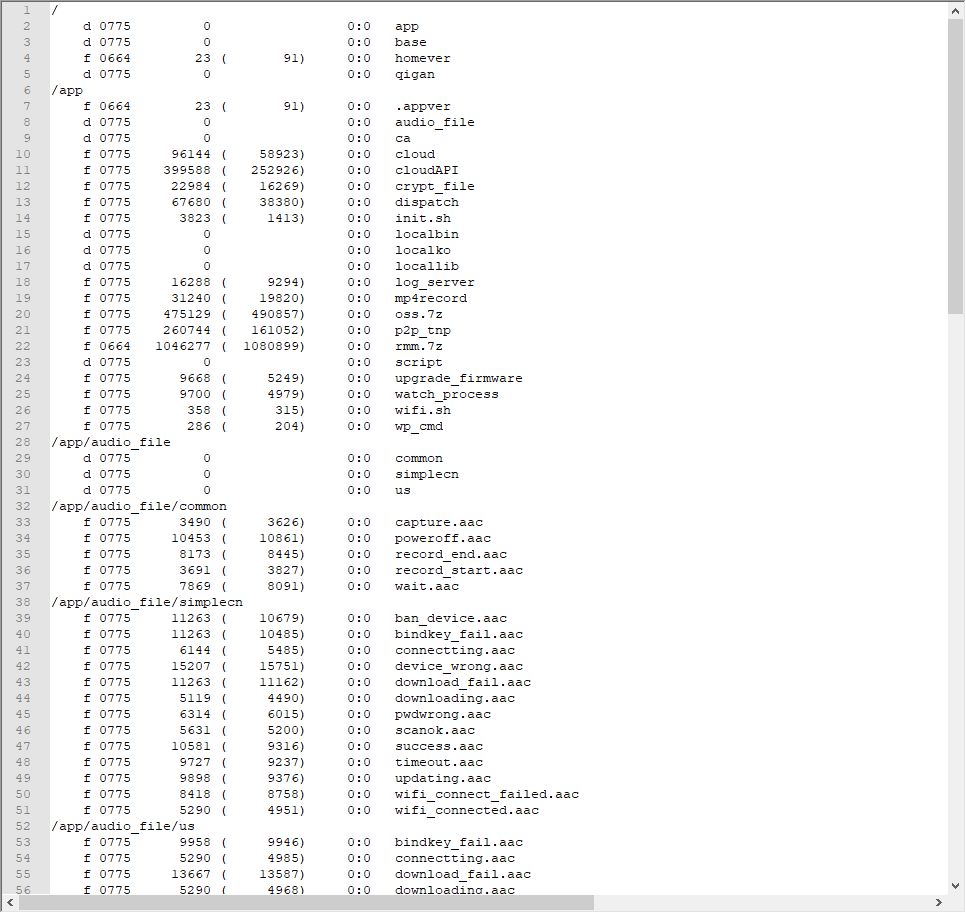 1 /
2 d 0775 0 0:0 app
3 d 0775 0 0:0 base
4 f 0664 23 ( 91) 0:0 homever
5 d 0775 0 0:0 qigan
6 /app
7 f 0664 23 ( 91) 0:0 .appver
8 d 0775 0 0:0 audio_file
9 d 0775 0 0:0 ca
10 f 0775 96144 ( 58923) 0:0 cloud
11 f 0775 399588 ( 252926) 0:0 cloudAPI
12 f 0775 22984 ( 16269) 0:0 crypt_file
13 f 0775 67680 ( 38380) 0:0 dispatch
14 f 0775 3823 ( 1413) 0:0 init.sh
15 d 0775 0 0:0 localbin
16 d 0775 0 0:0 localko
17 d 0775 0 0:0 locallib
18 f 0775 16288 ( 9294) 0:0 log_server
19 f 0775 31240 ( 19820) 0:0 mp4record
20 f 0775 475129 ( 490857) 0:0 oss.7z
21 f 0775 260744 ( 161052) 0:0 p2p_tnp
22 f 0664 1046277 ( 1080899) 0:0 rmm.7z
23 d 0775 0 0:0 script
24 f 0775 9668 ( 5249) 0:0 upgrade_firmware
25 f 0775 9700 ( 4979) 0:0 watch_process
26 f 0775 358 ( 315) 0:0 wifi.sh
27 f 0775 286 ( 204) 0:0 wp_cmd
28 /app/audio_file
29 d 0775 0 0:0 common
30 d 0775 0 0:0 simplecn
31 d 0775 0 0:0 us
32 /app/audio_file/common
33 f 0775 3490 ( 3626) 0:0 capture.aac
34 f 0775 10453 ( 10861) 0:0 poweroff.aac
35 f 0775 8173 ( 8445) 0:0 record_end.aac
36 f 0775 3691 ( 3827) 0:0 record_start.aac
37 f 0775 7869 ( 8091) 0:0 wait.aac
38 /app/audio_file/simplecn
39 f 0775 11263 ( 10679) 0:0 ban_device.aac
40 f 0775 11263 ( 10485) 0:0 bindkey_fail.aac
41 f 0775 6144 ( 5485) 0:0 connectting.aac
42 f 0775 15207 ( 15751) 0:0 device_wrong.aac
43 f 0775 11263 ( 11162) 0:0 download_fail.aac
44 f 0775 5119 ( 4490) 0:0 downloading.aac
45 f 0775 6314 ( 6015) 0:0 pwdwrong.aac
46 f 0775 5631 ( 5200) 0:0 scanok.aac
47 f 0775 10581 ( 9316) 0:0 success.aac
48 f 0775 9727 ( 9237) 0:0 timeout.aac
49 f 0775 9898 ( 9376) 0:0 updating.aac
50 f 0775 8418 ( 8758) 0:0 wifi_connect_failed.aac
51 f 0775 5290 ( 4951) 0:0 wifi_connected.aac
52 /app/audio_file/us
53 f 0775 9958 ( 9946) 0:0 bindkey_fail.aac
54 f 0775 5290 ( 4985) 0:0 connectting.aac
55 f 0775 13667 ( 13587) 0:0 download_fail.aac
56 f 0775 5290 ( 4968) 0:0 downloading.aac